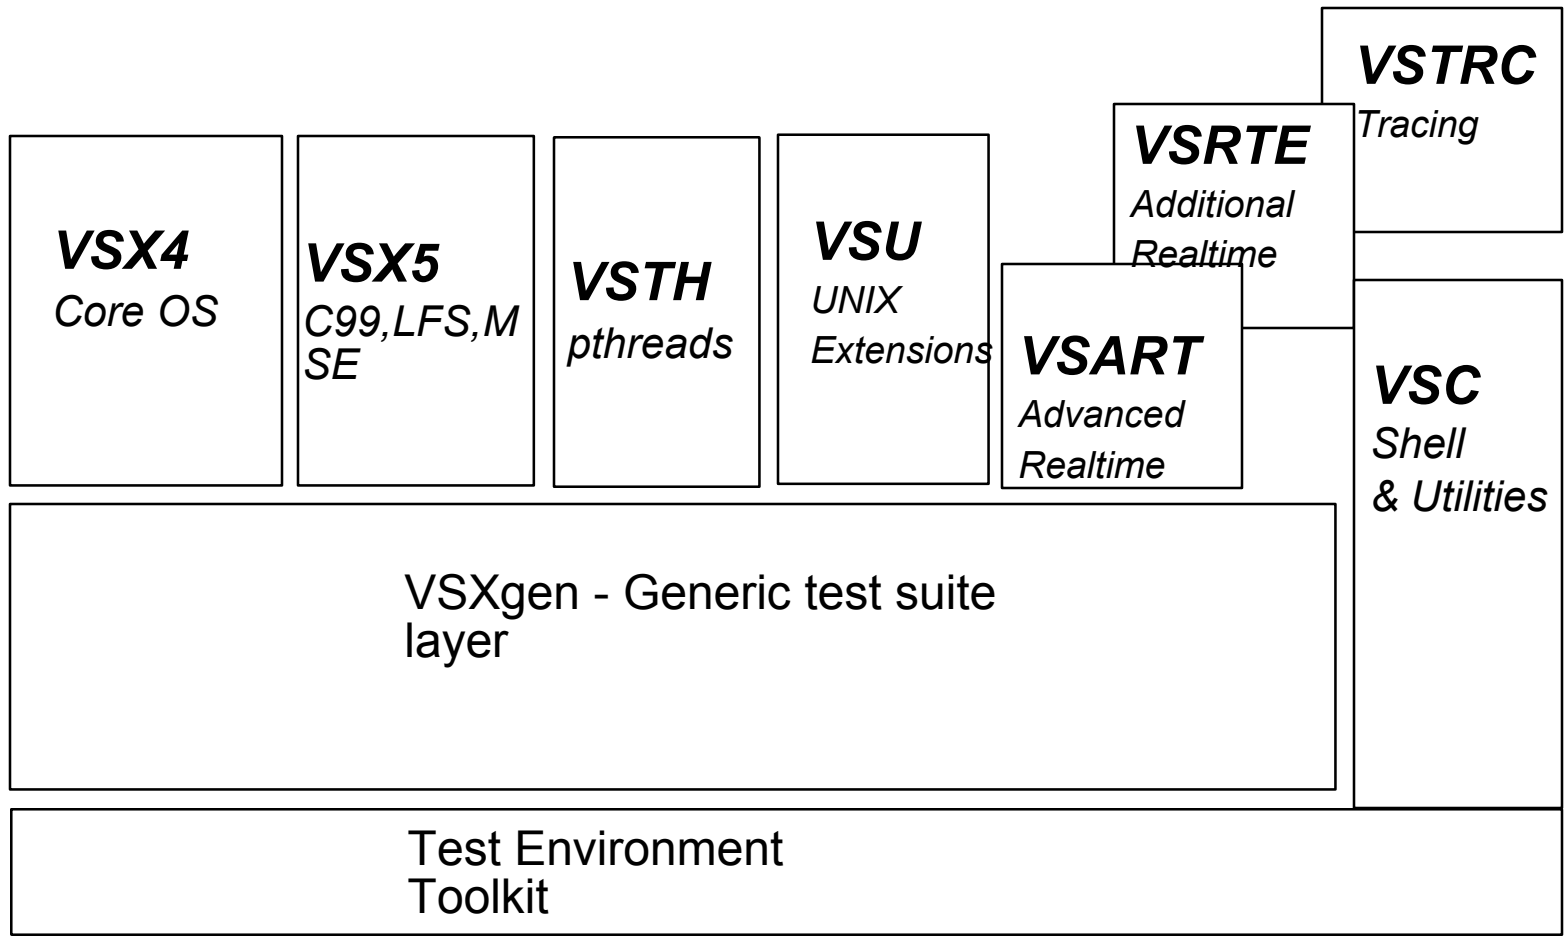 VSX4
Core OS
VSX5
C99,LFS,M
SE
VSTH
pthreads
VSU
UNIX
Extensions
VSART
Advanced
Realtime
VSRTE
Additional
Realtime
VSTRC
Tracing
VSC
Shell
& Utilities
VSXgen - Generic test suite
layer
Test Environment
Toolkit